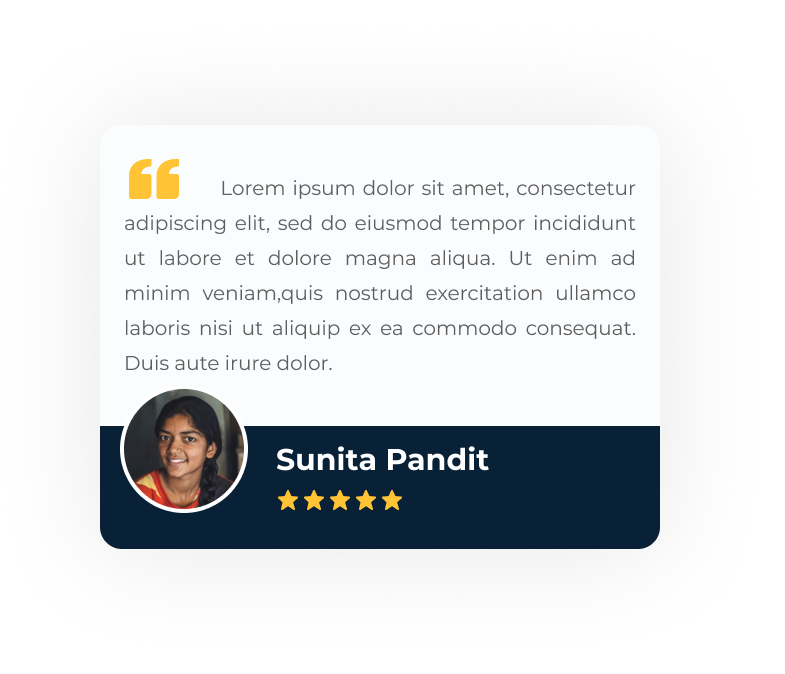 Lorem ipsum dolor sit amet, consectetur
adipiscing elit, sed do eiusmod tempor incididunt
ut labore et dolore magna aliqua. Ut enim ad
minim veniam,quis nostrud exercitation ullamco
laboris nisi ut aliquip ex ea commodo consequat.
Duis aute irure dolor.
Sunita Pandit